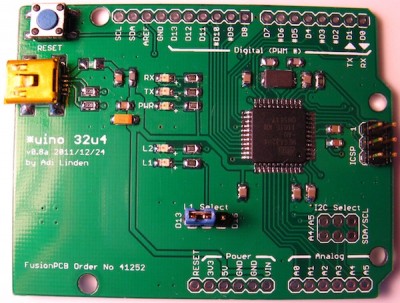 RESET
SCL
SDA
AREF
GND
D13
D12
D11
*D10
*D9
D8
D7
*D6
*D5
D4
*D3
D2
D1
D0
Digital (PWM *)
TX
RX
RX
TX
PWR
L2
L1
Wuino 32u4
v0.0a 2011/12/24
by Adi Linden
ICSP
1
L1 Select
D13
I2C Select
A4/A5
SDA/SCL
Power
Analog
RESET
3V3
5V
GND
GND
VIN
A0
A1
A2
A3
A4
A5
FusionPCB Order No 41252